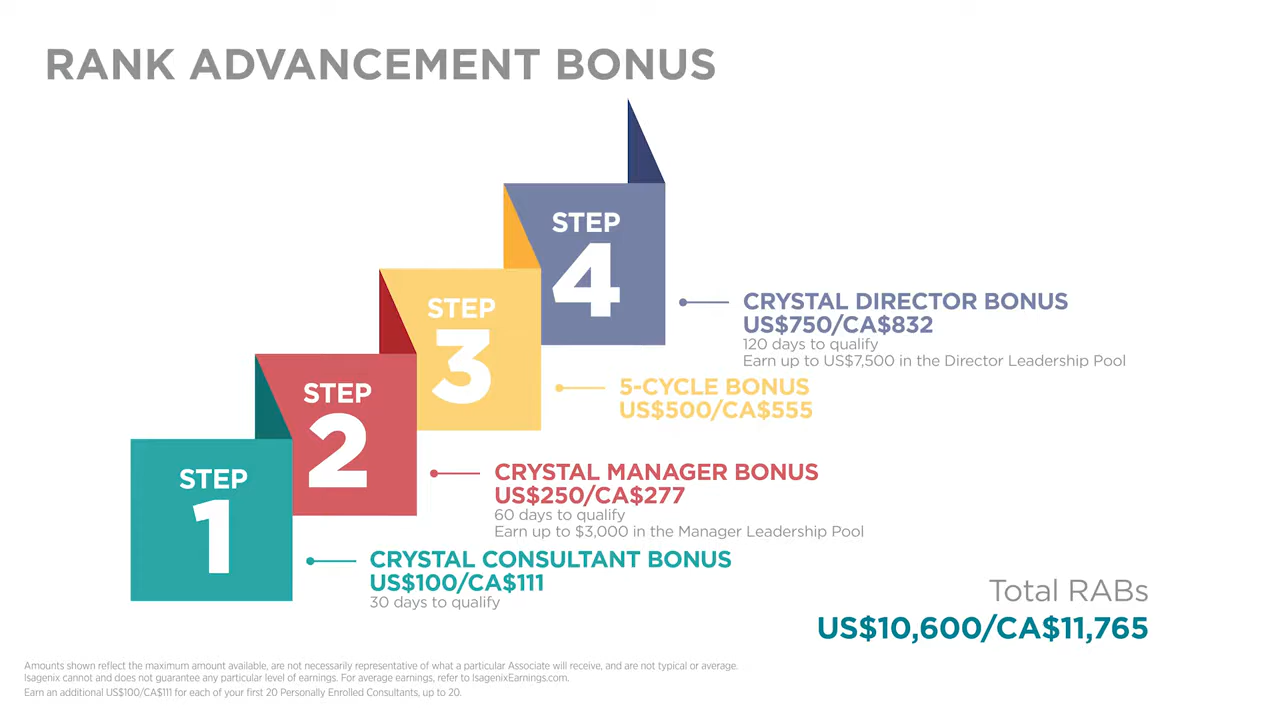 RANK ADVANCEMENT BONUS
STEP
4
CRYSTAL DIRECTOR BONUS
US$750/CA$832
120 days to qualify
Earn up to US$7,500 in the Director Leadership Pool
STEP
3
5-CYCLE BONUS
US$500/CA$555
STEP
2
CRYSTAL MANAGER BONUS
US$250/CA$277
60 days to qualify
Earn up to $3,000 in the Manager Leadership Pool
STEP
1
CRYSTAL CONSULTANT BONUS
US$100/CA$111
30 days to qualify
Total RABs
US$10,600/CA$11,765
Amounts shown reflect the maximum amount available, are not necessarily representative of what a particular Associate will receive, and are not typical or average.
Isagenix cannot and does not guarantee any particular level of earnings. For average earnings, refer to IsagenixEarnings.com.
Earn an additional US$100/CA$111 for each of your first 20 Personally Enrolled Consultants, up to 20.